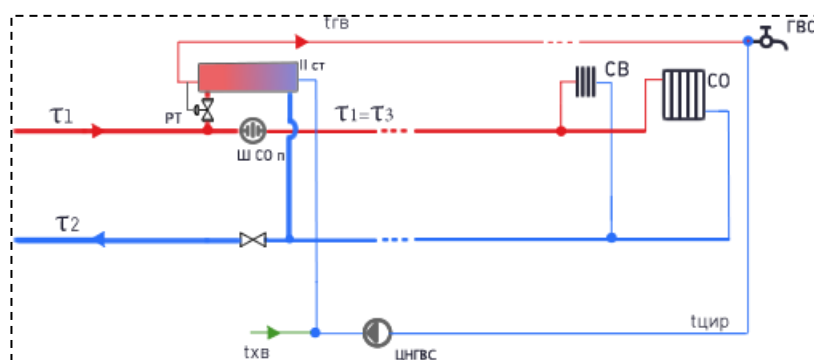 tгв
ГВС
II ст
СВ
СО
τ1
РТ
τ1=τ3
Ш СО п
τ2
tхв
ЦНГВС
tцир